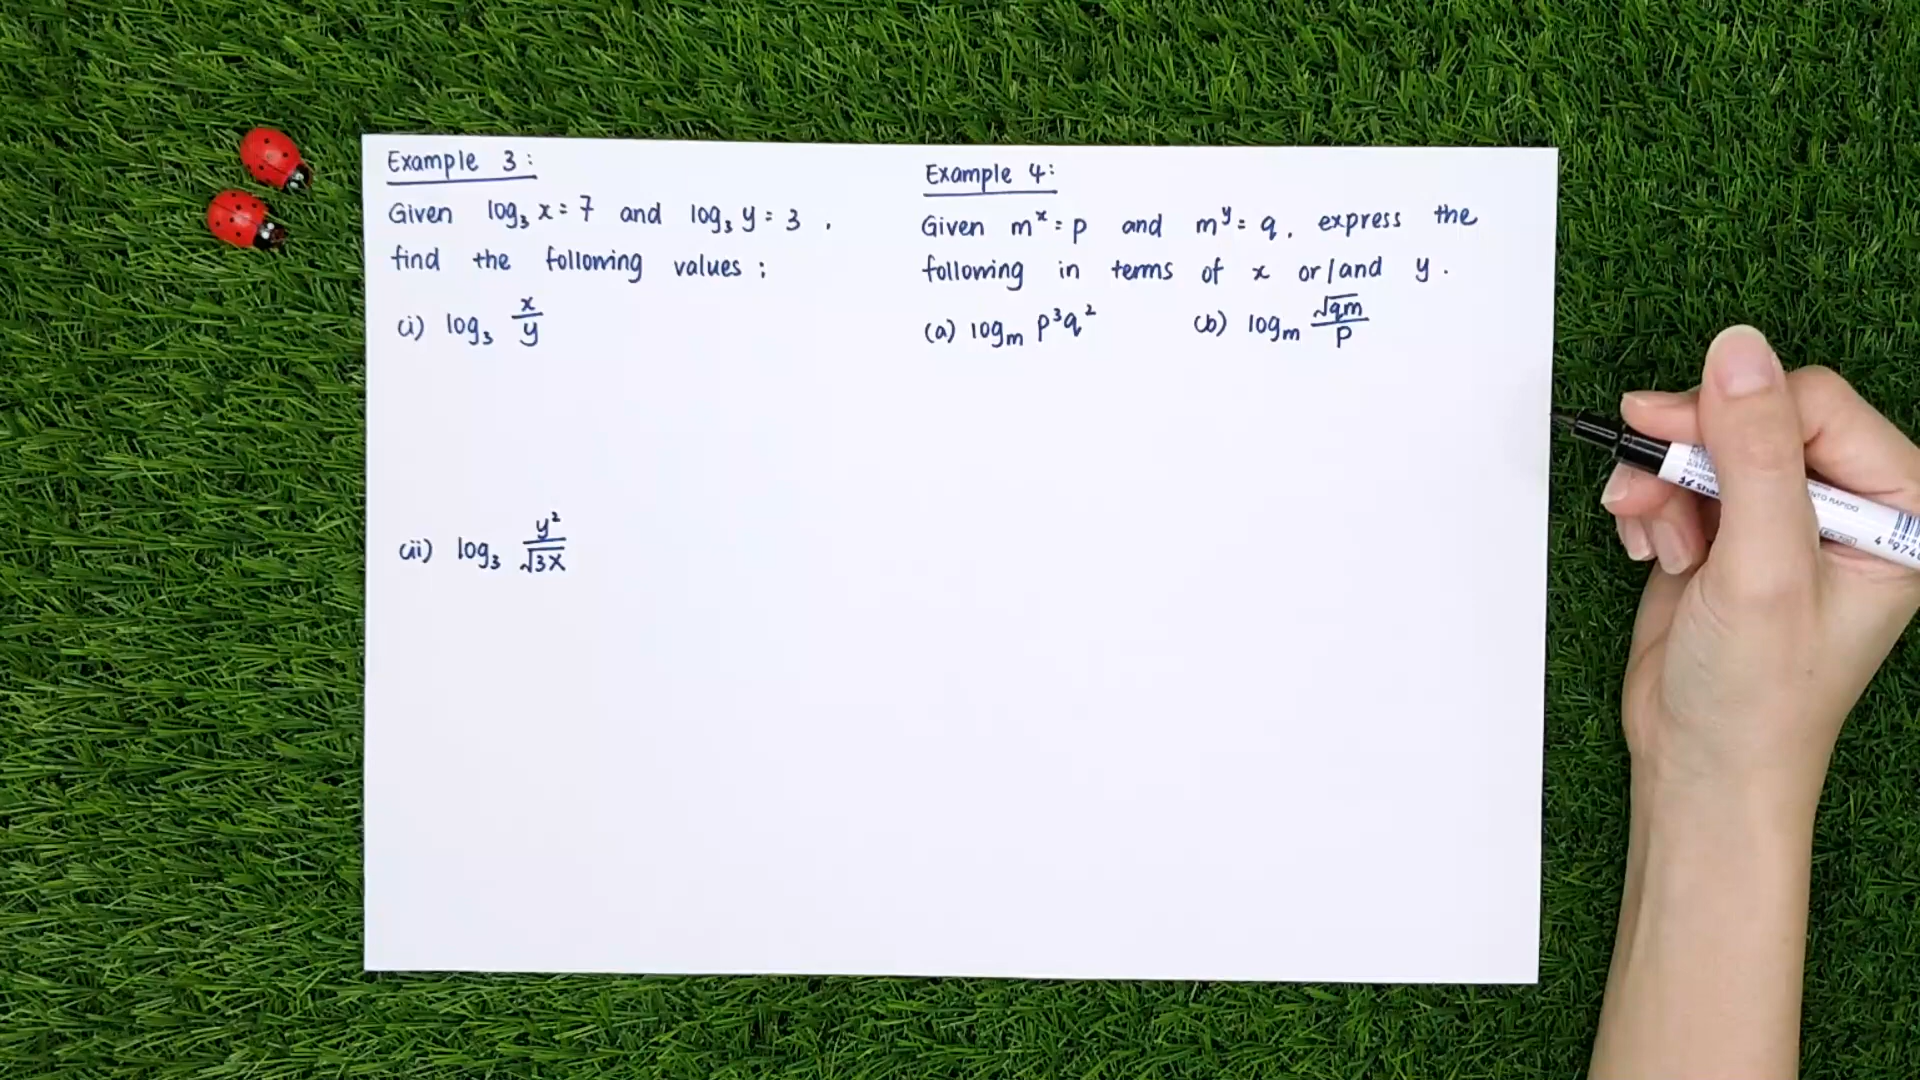 Example 3:
Given log₃ x = 7 and log₃ y = 3,
find the following values:
(i) log₃ x/y
(ii) log₃ y²/√3x
Example 4:
Given mˣ = p and mʸ = q, express the
following in terms of x or/and y.
(a) logₘ p³q² (b) logₘ √qm/p